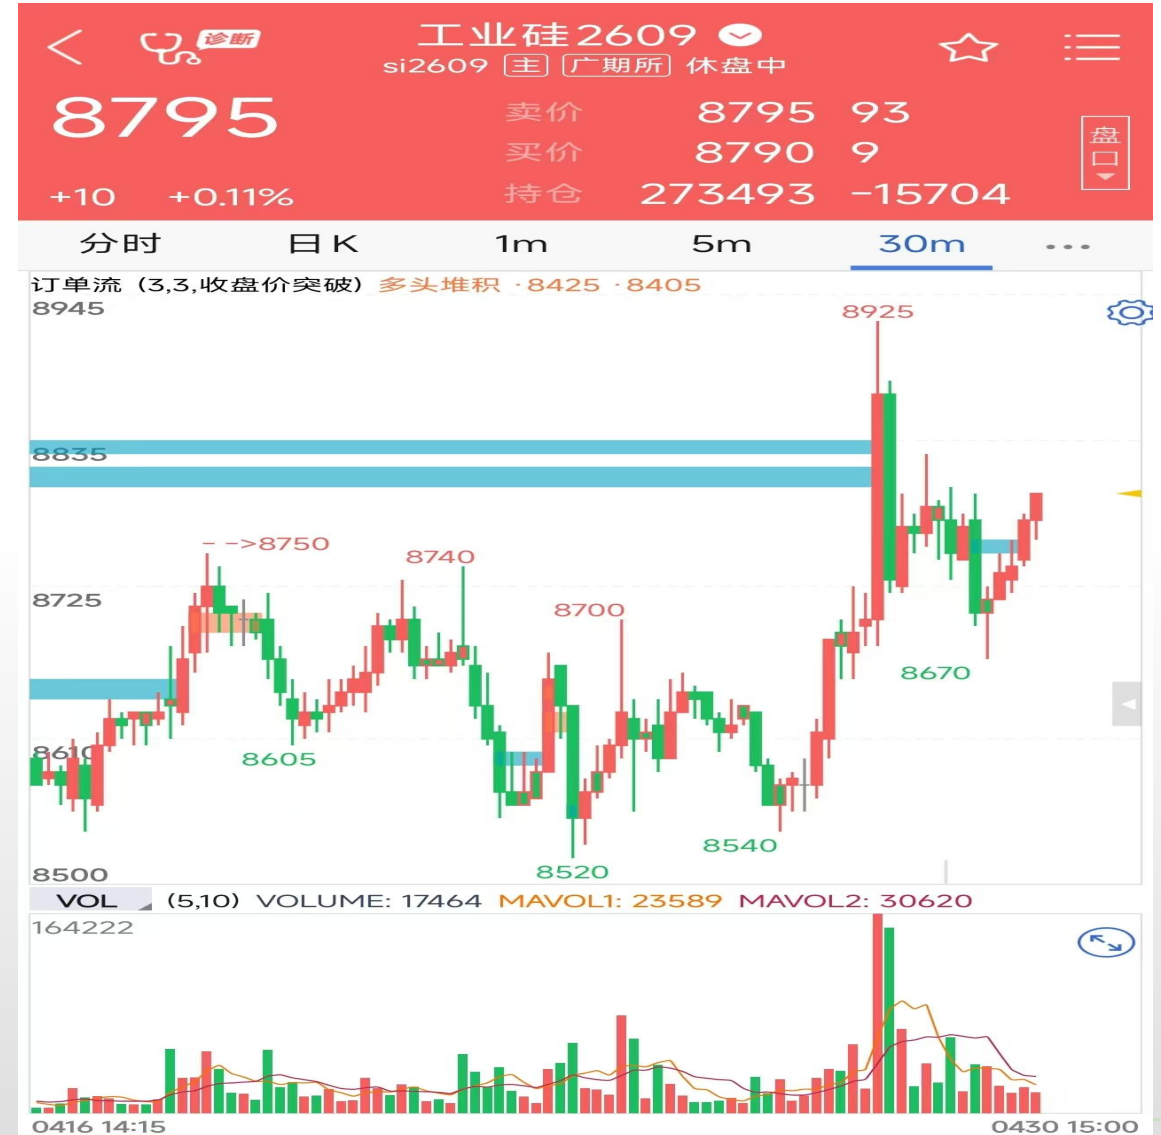 诊断
工业硅2609
si2609 主 广期所 休盘中
8795
卖价 8795 93
买价 8790 9
盘口
+10 +0.11% 持仓 273493 -15704
分时 日K 1m 5m 30m
订单流 (3,3,收盘价突破) 多头堆积 ·8425 ·8405
8945
8925
8835
- ->8750
8740
8725
8700
8670
8610
8605
8540
8520
8500
VOL (5,10) VOLUME: 17464 MAVOL1: 23589 MAVOL2: 30620
164222
0416 14:15 0430 15:00